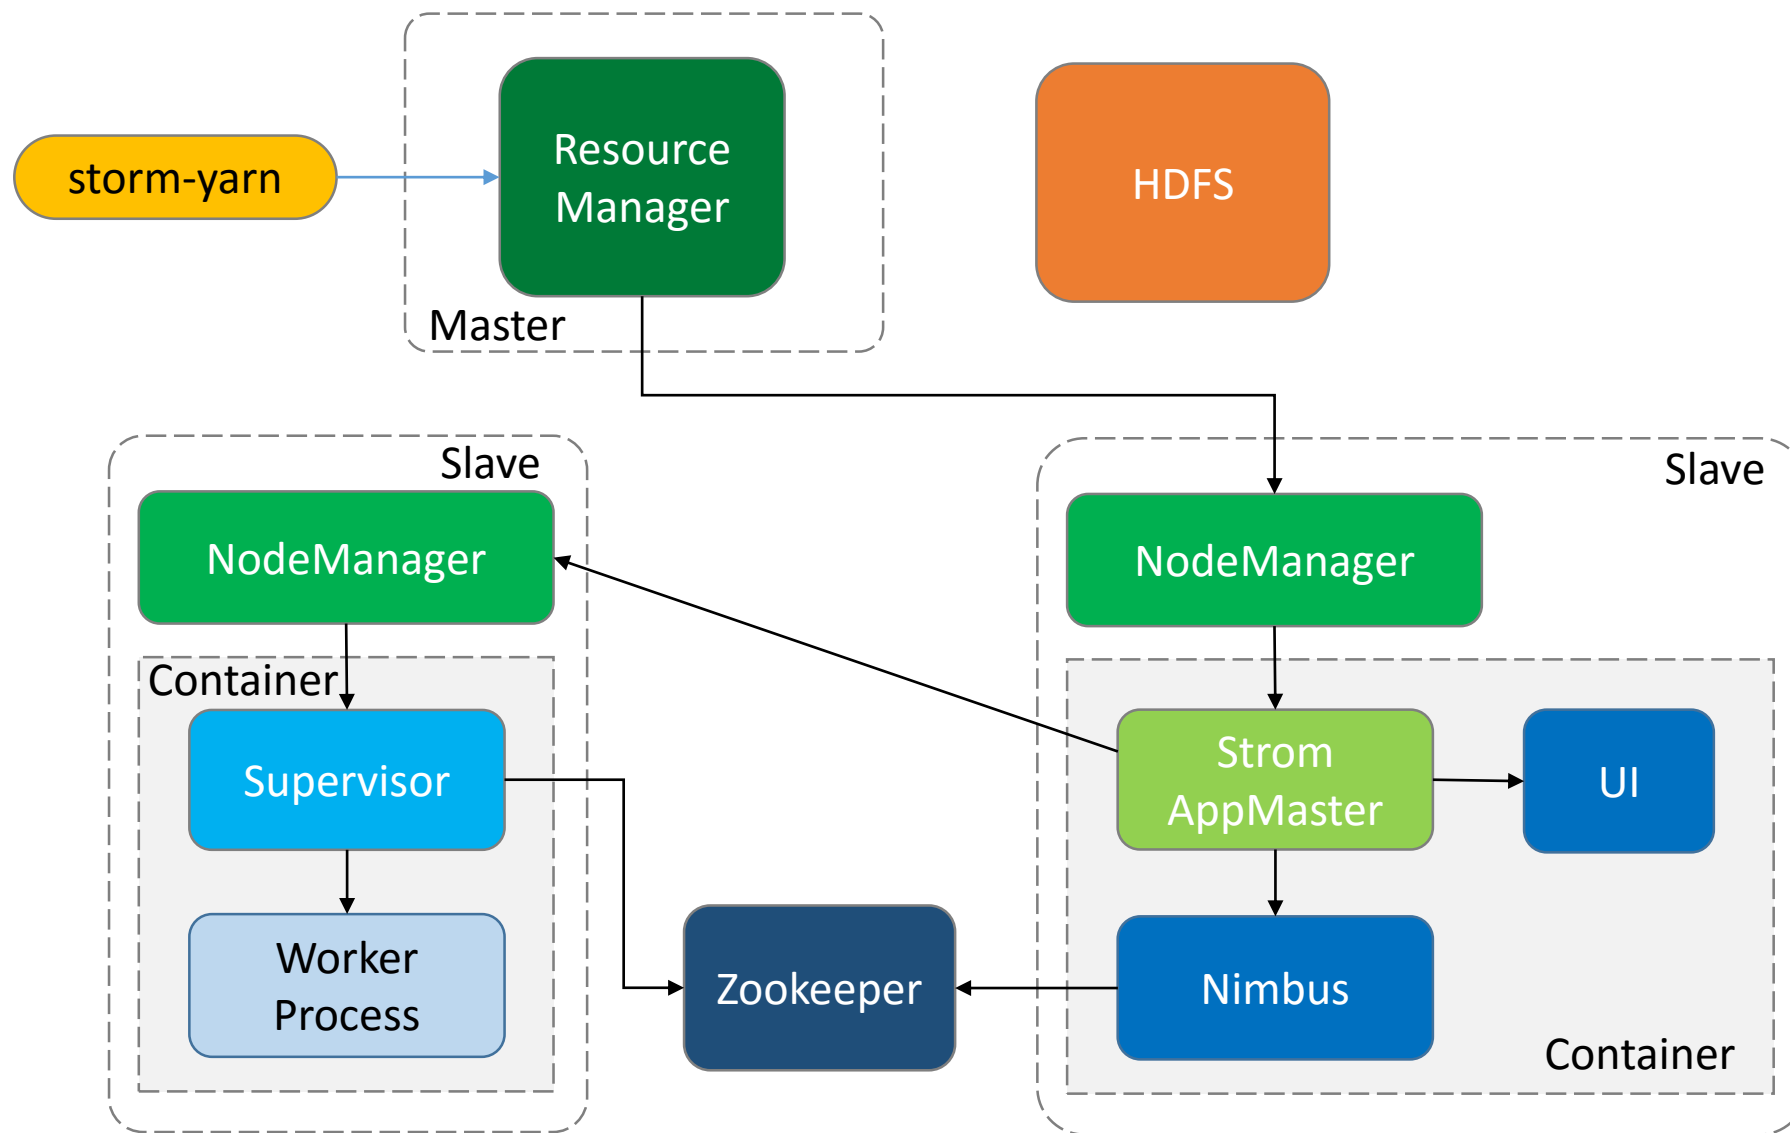 storm-yarn
Resource
Manager
Master
HDFS
Slave
NodeManager
Container
Supervisor
Worker
Process
Zookeeper
Slave
NodeManager
Strom
AppMaster
UI
Nimbus
Container